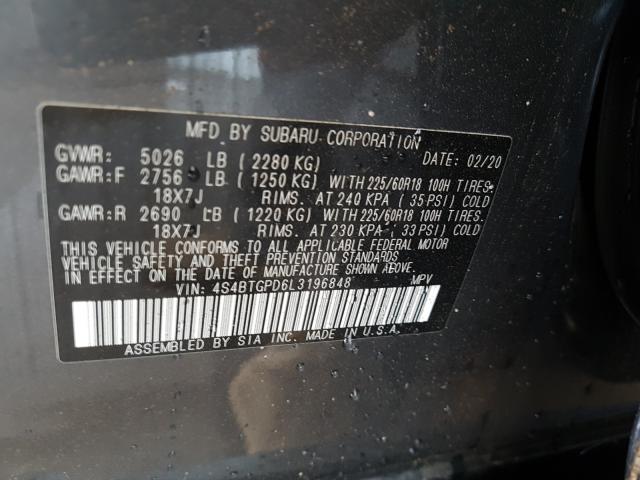 MFD BY SUBARU CORPORATION
GVWR: 5026 LB ( 2280 KG) DATE: 02/20
GAWR:F 2756 LB ( 1250 KG) WITH 225/60R18 100H TIRES.
18X7J RIMS. AT 240 KPA ( 35 PSI) COLD
GAWR:R 2690 LB ( 1220 KG) WITH 225/60R18 100H TIRES.
18X7J RIMS. AT 230 KPA ( 33 PSI) COLD
THIS VEHICLE CONFORMS TO ALL APPLICABLE FEDERAL MOTOR
VEHICLE SAFETY AND THEFT PREVENTION STANDARDS
IN EFFECT ON THE DATE OF MANUFACTURE SHOWN ABOVE.
VIN: 4S4BTGPD6L3196848 MPV
ASSEMBLED BY SIA INC. MADE IN U.S.A.